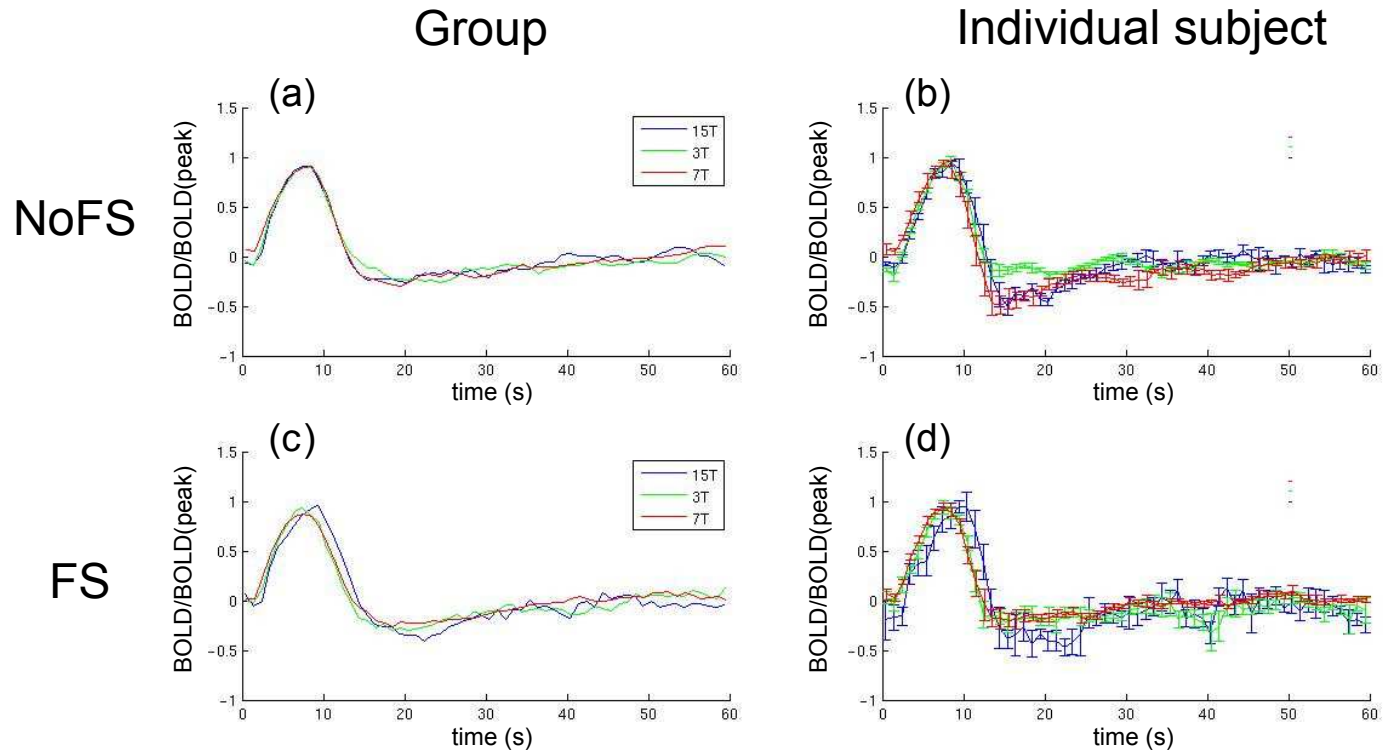 Group
Individual subject
NoFS
(a)
BOLD/BOLD(peak)
1.5
1
0.5
0
−0.5
−1
0 10 20 30 40 50 60
time (s)
15T
3T
7T
(b)
BOLD/BOLD(peak)
1.5
1
0.5
0
−0.5
−1
0 10 20 30 40 50 60
time (s)
FS
(c)
BOLD/BOLD(peak)
1.5
1
0.5
0
−0.5
−1
0 10 20 30 40 50 60
time (s)
15T
3T
7T
(d)
BOLD/BOLD(peak)
1.5
1
0.5
0
−0.5
−1
0 10 20 30 40 50 60
time (s)